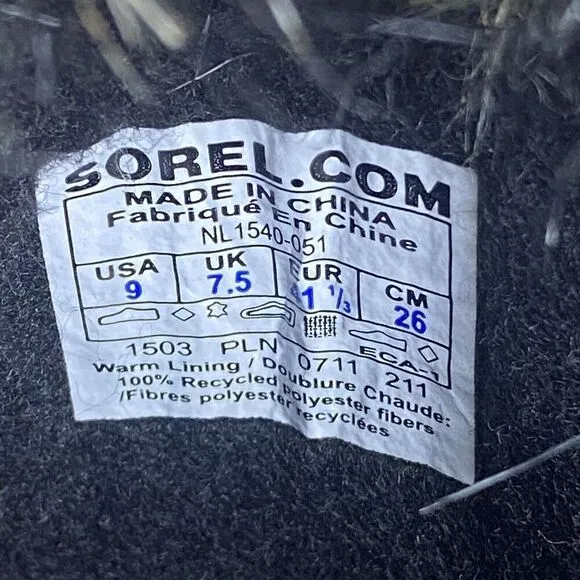 SOREL.COM
MADE IN CHINA
Fabriqué En Chine
NL1540-051
USA UK EUR CM
9 7.5 41 1/3 26
ECA-1
1503 PLN 0711 211
Warm Lining / Doublure Chaude:
100% Recycled polyester fibers
/Fibres polyester recyclées